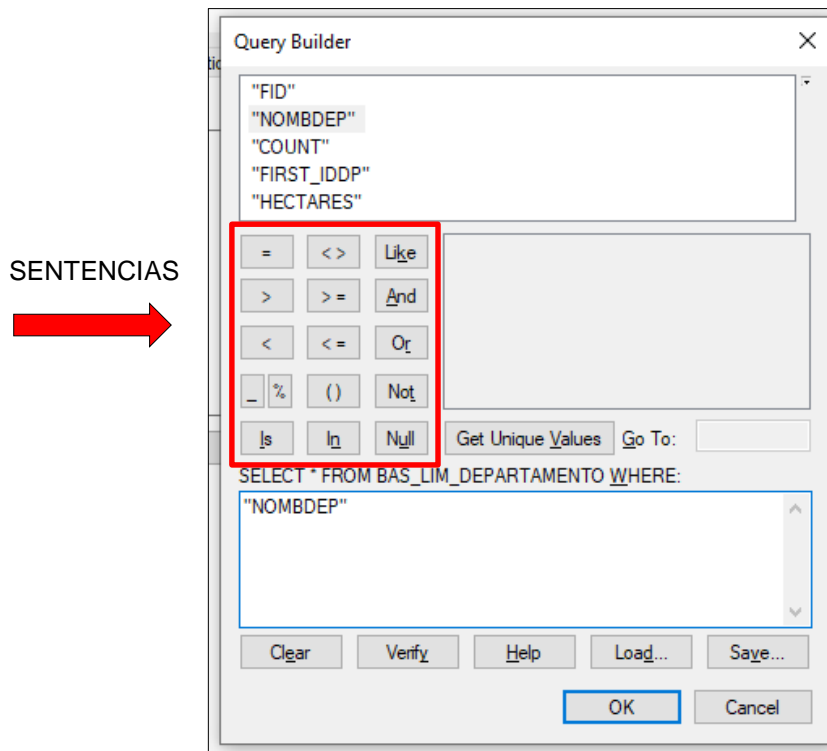 Query Builder
tic
"FID"
"NOMBDEP"
"COUNT"
"FIRST_IDDP"
"HECTARES"
= < > Like
SENTENCIAS
> > = And
< < = Or
_ % ( ) Not
Is In Null Get Unique Values Go To:
SELECT * FROM BAS_LIM_DEPARTAMENTO WHERE:
"NOMBDEP"
Clear Verify Help Load... Save...
OK Cancel